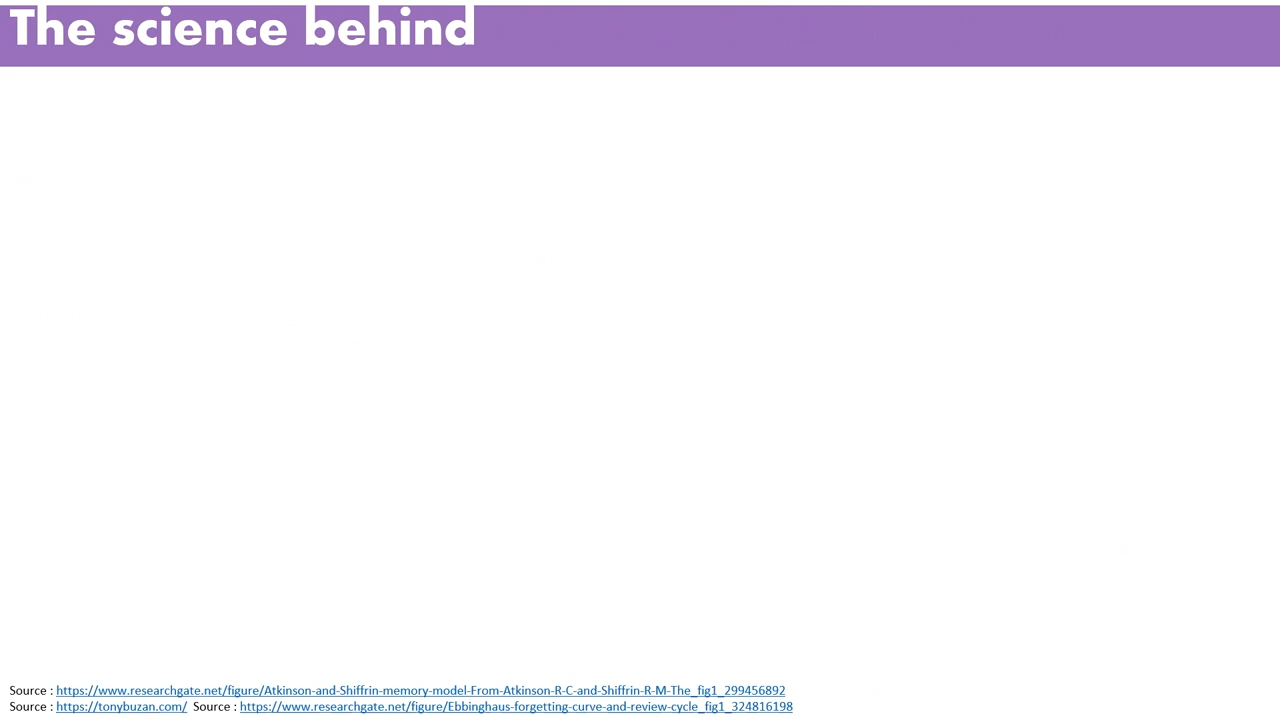 The science behind
Source : https://www.researchgate.net/figure/Atkinson-and-Shiffrin-memory-model-From-Atkinson-R-C-and-Shiffrin-R-M-The_fig1_299456892
Source : https://tonybuzan.com/ Source : https://www.researchgate.net/figure/Ebbinghaus-forgetting-curve-and-review-cycle_fig1_324816198